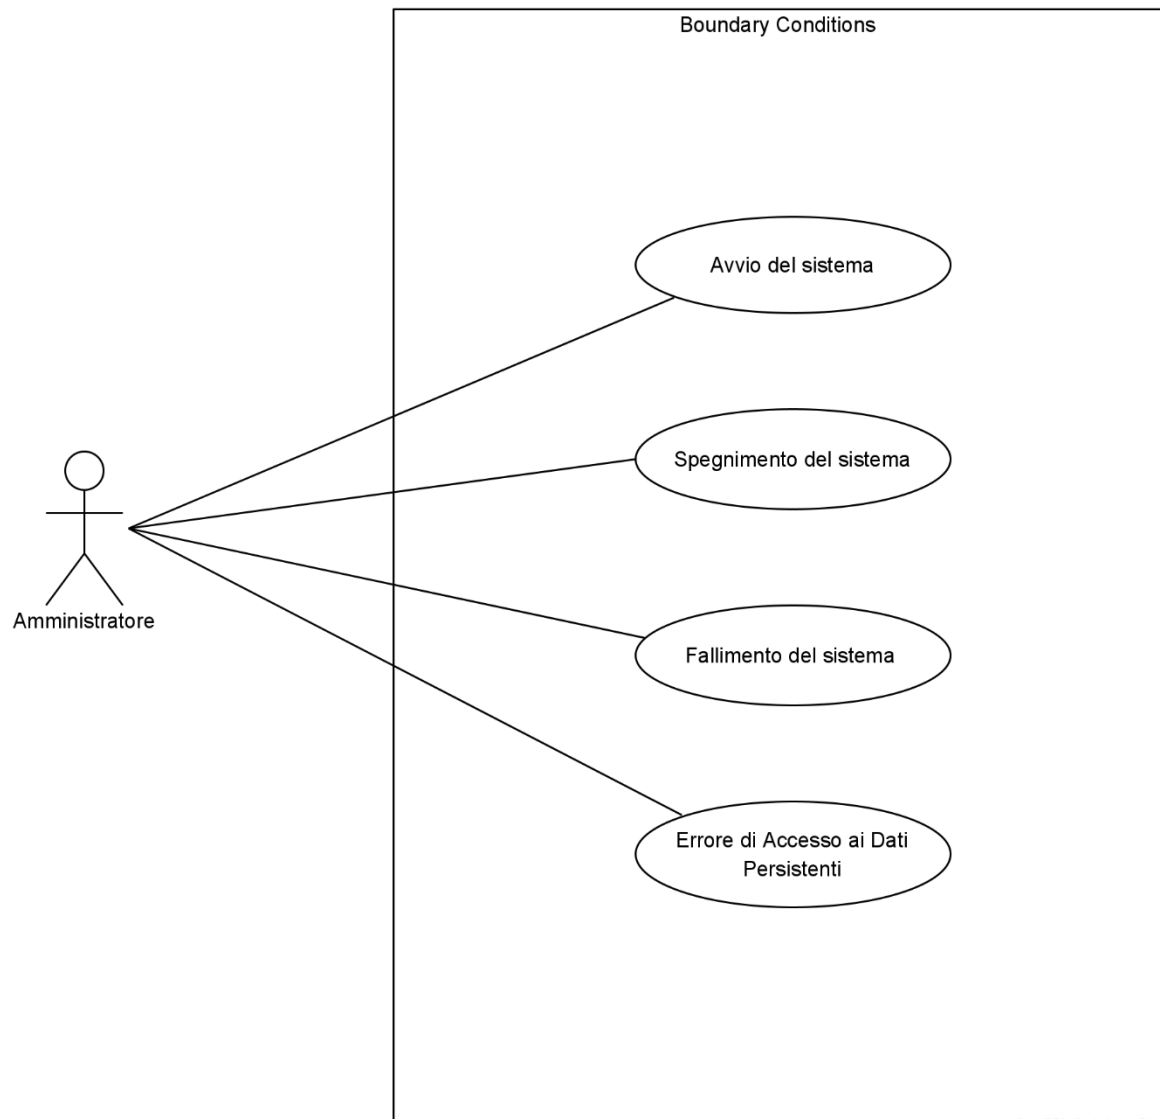 Boundary Conditions
Avvio del sistema
Spegnimento del sistema
Fallimento del sistema
Amministratore
Errore di Accesso ai Dati
Persistenti